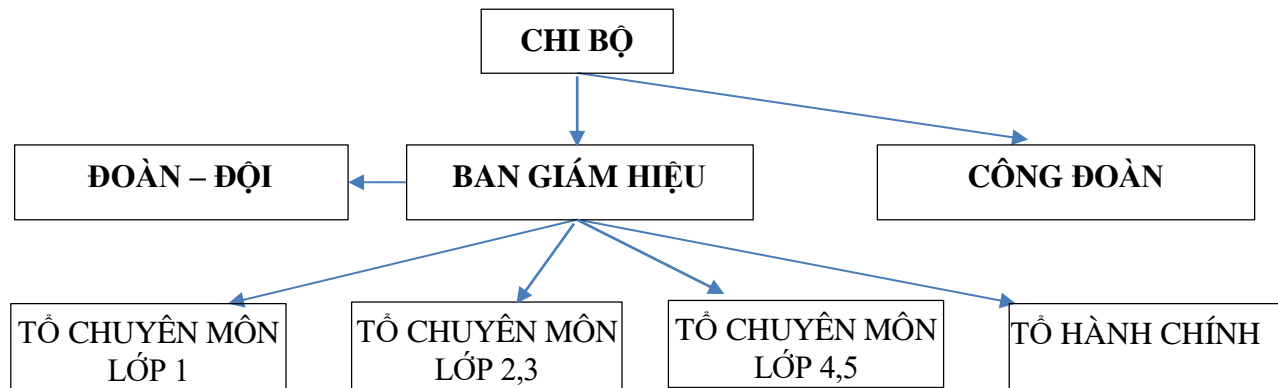 CHI BỘ
ĐOÀN – ĐỘI
BAN GIÁM HIỆU
CÔNG ĐOÀN
TỔ CHUYÊN MÔN
LỚP 1
TỔ CHUYÊN MÔN
LỚP 2,3
TỔ CHUYÊN MÔN
LỚP 4,5
TỔ HÀNH CHÍNH